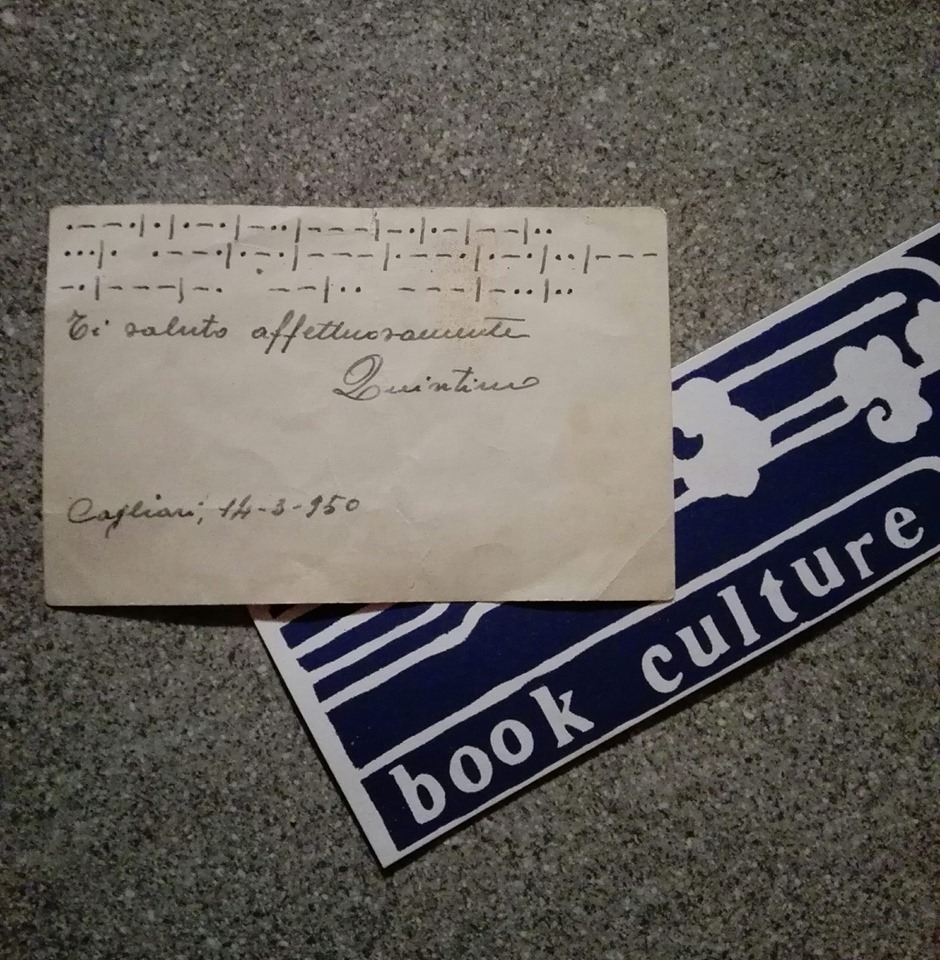 .--.|.|.-.|-..|---|-.|.-|--|..
...|. .--.|.-.|---|.--.|.-.|..|---
-.|---|-. --|.. ---|-..|..
Ti saluto affettuosamente
Quintino
Cagliari, 14-3-950
book culture